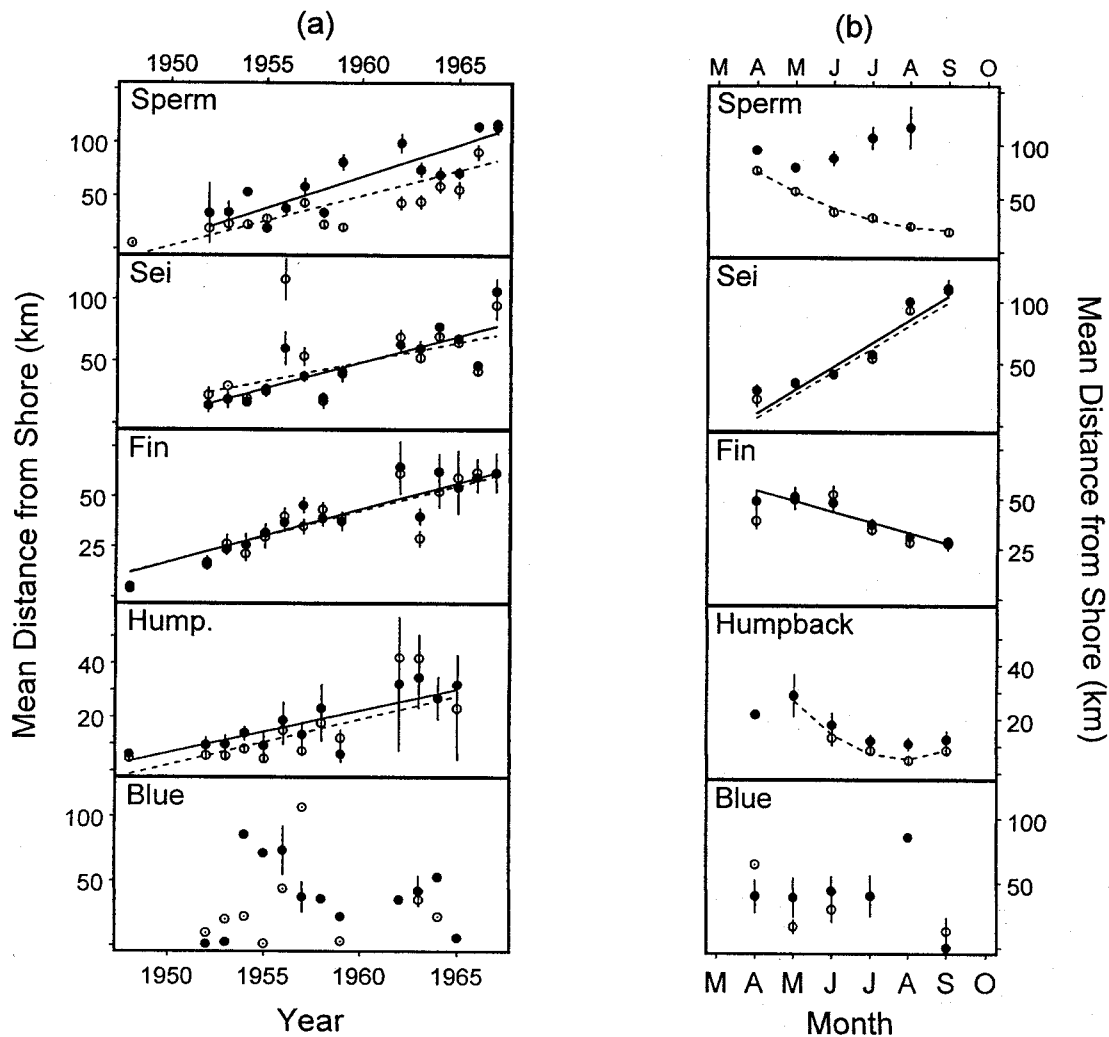 (a)
1950 1955 1960 1965
Sperm
100
50
Sei
100
50
Fin
50
25
Hump.
40
20
Blue
100
50
1950 1955 1960 1965
Year
Mean Distance from Shore (km)
(b)
M A M J J A S O
Sperm
100
50
Sei
100
50
Fin
50
25
Humpback
40
20
Blue
100
50
M A M J J A S O
Month
Mean Distance from Shore (km)